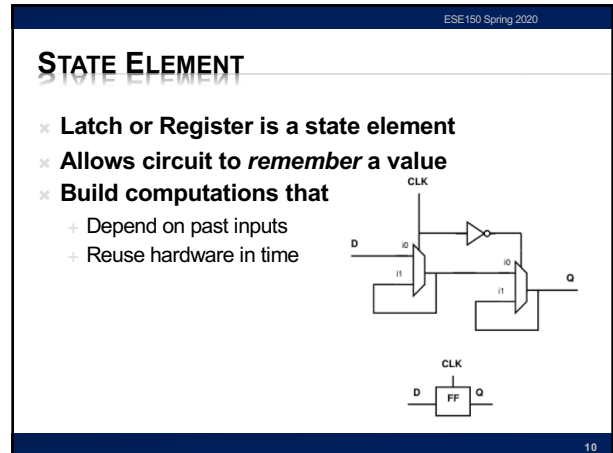 ESE150 Spring 2020
STATE ELEMENT
Latch or Register is a state element
Allows circuit to remember a value
Build computations that
Depend on past inputs
Reuse hardware in time
CLK
D
i0
i1
i0
i1
Q
CLK
D FF Q
10